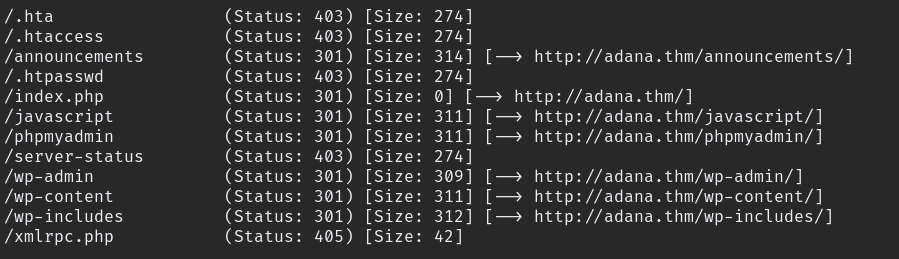 /.hta (Status: 403) [Size: 274]
/.htaccess (Status: 403) [Size: 274]
/announcements (Status: 301) [Size: 314] [--> http://adana.thm/announcements/]
/.htpasswd (Status: 403) [Size: 274]
/index.php (Status: 301) [Size: 0] [--> http://adana.thm/]
/javascript (Status: 301) [Size: 311] [--> http://adana.thm/javascript/]
/phpmyadmin (Status: 301) [Size: 311] [--> http://adana.thm/phpmyadmin/]
/server-status (Status: 403) [Size: 274]
/wp-admin (Status: 301) [Size: 309] [--> http://adana.thm/wp-admin/]
/wp-content (Status: 301) [Size: 311] [--> http://adana.thm/wp-content/]
/wp-includes (Status: 301) [Size: 312] [--> http://adana.thm/wp-includes/]
/xmlrpc.php (Status: 405) [Size: 42]